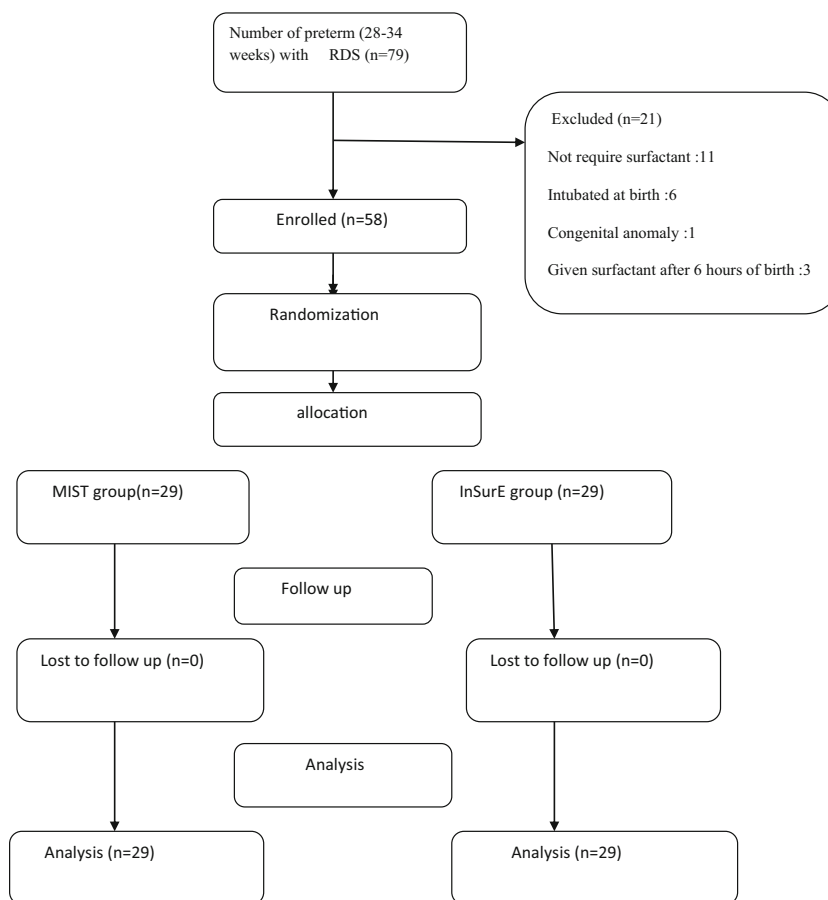 Number of preterm (28-34
weeks) with RDS (n=79)
Excluded (n=21)
Not require surfactant :11
Intubated at birth :6
Congenital anomaly :1
Given surfactant after 6 hours of birth :3
Enrolled (n=58)
Randomization
allocation
MIST group(n=29)
InSurE group (n=29)
Follow up
Lost to follow up (n=0)
Lost to follow up (n=0)
Analysis
Analysis (n=29)
Analysis (n=29)